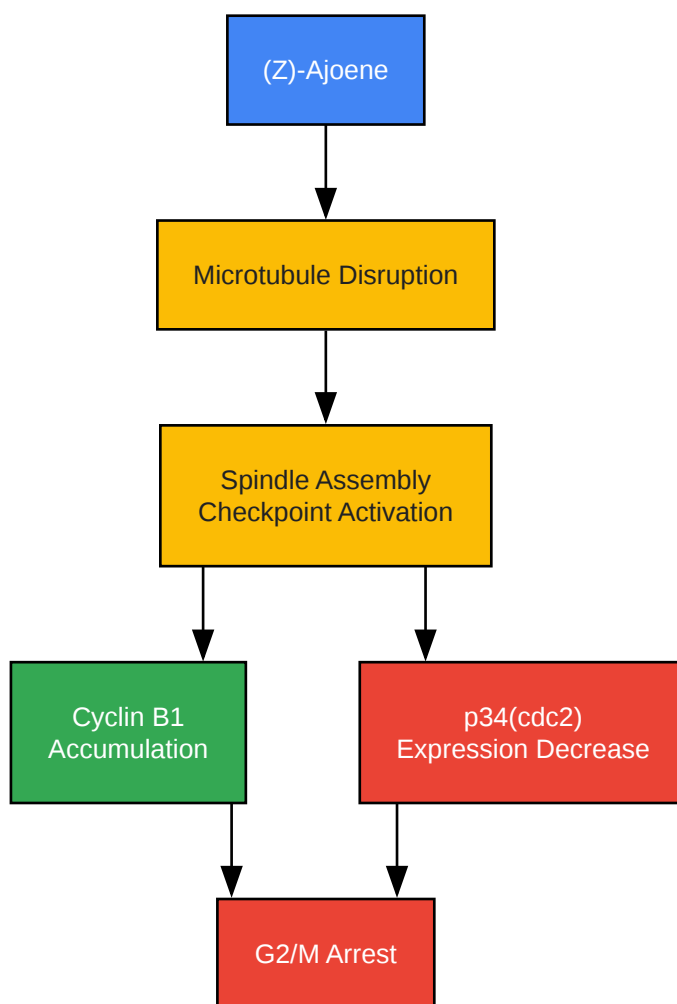 (Z)-Ajoene
Microtubule Disruption
Spindle Assembly
Checkpoint Activation
Cyclin B1
Accumulation
p34(cdc2)
Expression Decrease
G2/M Arrest